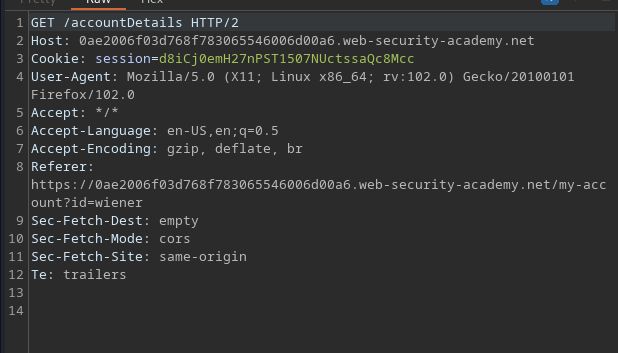 Pretty Raw Hex
1 GET /accountDetails HTTP/2
2 Host: 0ae2006f03d768f783065546006d00a6.web-security-academy.net
3 Cookie: session=d8iCj0emH27nPST1507NUctssaQc8Mcc
4 User-Agent: Mozilla/5.0 (X11; Linux x86_64; rv:102.0) Gecko/20100101
Firefox/102.0
5 Accept: */*
6 Accept-Language: en-US,en;q=0.5
7 Accept-Encoding: gzip, deflate, br
8 Referer:
https://0ae2006f03d768f783065546006d00a6.web-security-academy.net/my-acc
ount?id=wiener
9 Sec-Fetch-Dest: empty
10 Sec-Fetch-Mode: cors
11 Sec-Fetch-Site: same-origin
12 Te: trailers
13
14